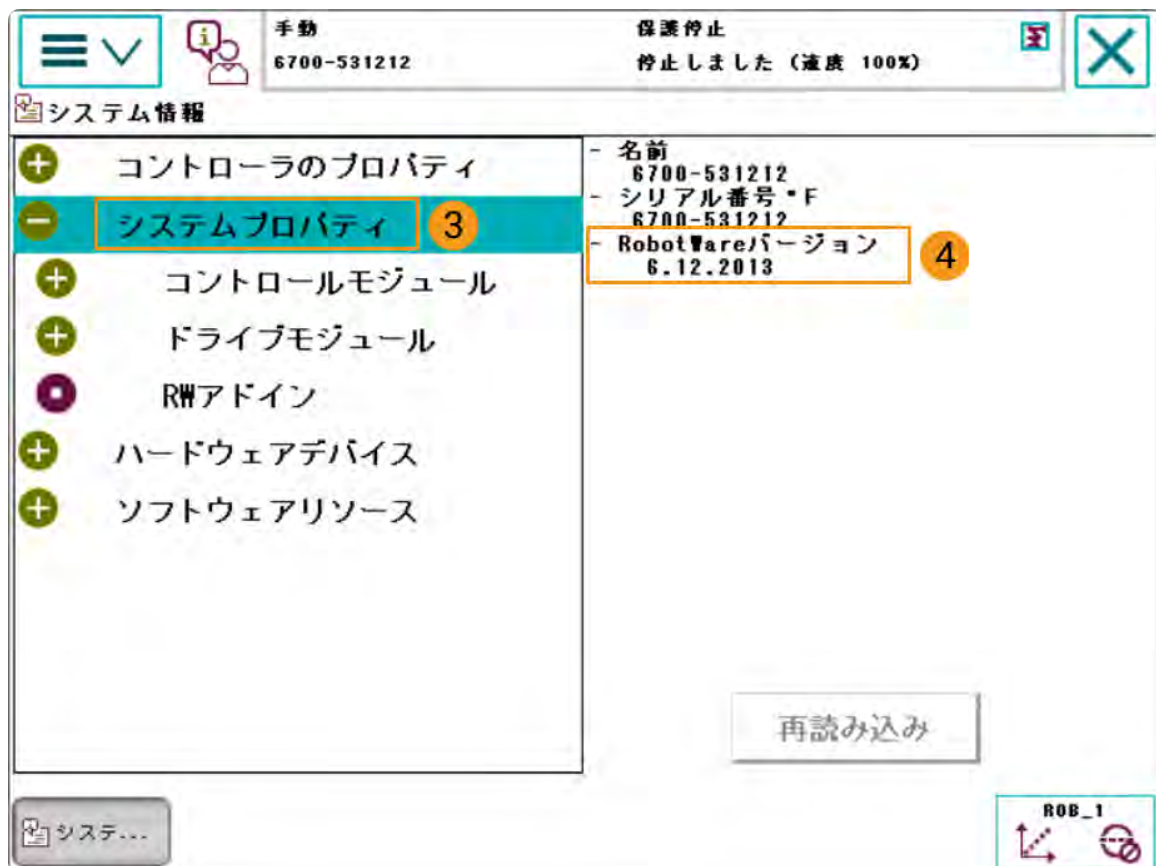 手動
6700-531212
保護停止
停止しました (速度 100%)
システム情報
コントローラのプロパティ
システムプロパティ 3
コントロールモジュール
ドライブモジュール
RWアドイン
ハードウェアデバイス
ソフトウェアリソース
- 名前
6700-531212
- シリアル番号゜F
6700-531212
- RobotWareバージョン 4
6.12.2013
再読み込み
システ...
ROB_1